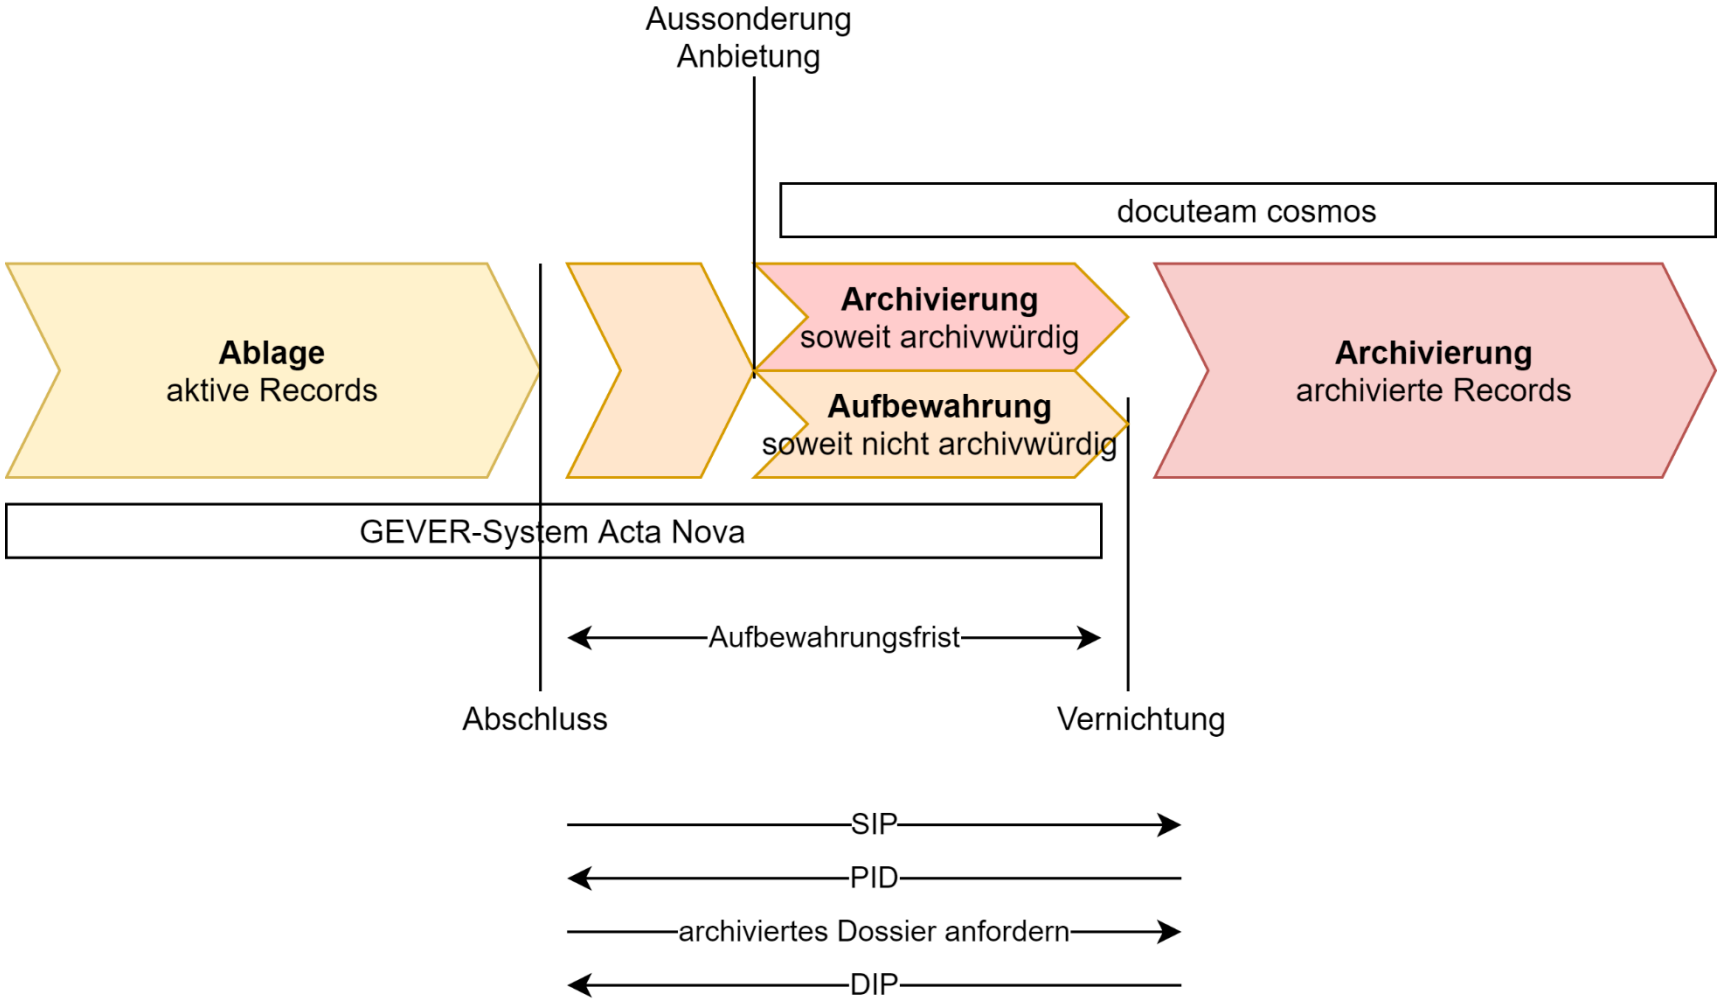 Aussonderung
Anbietung
docuteam cosmos
Ablage
aktive Records
Archivierung
soweit archivwürdig
Aufbewahrung
soweit nicht archivwürdig
Archivierung
archivierte Records
GEVER-System Acta Nova
Aufbewahrungsfrist
Abschluss
Vernichtung
SIP
PID
archiviertes Dossier anfordern
DIP